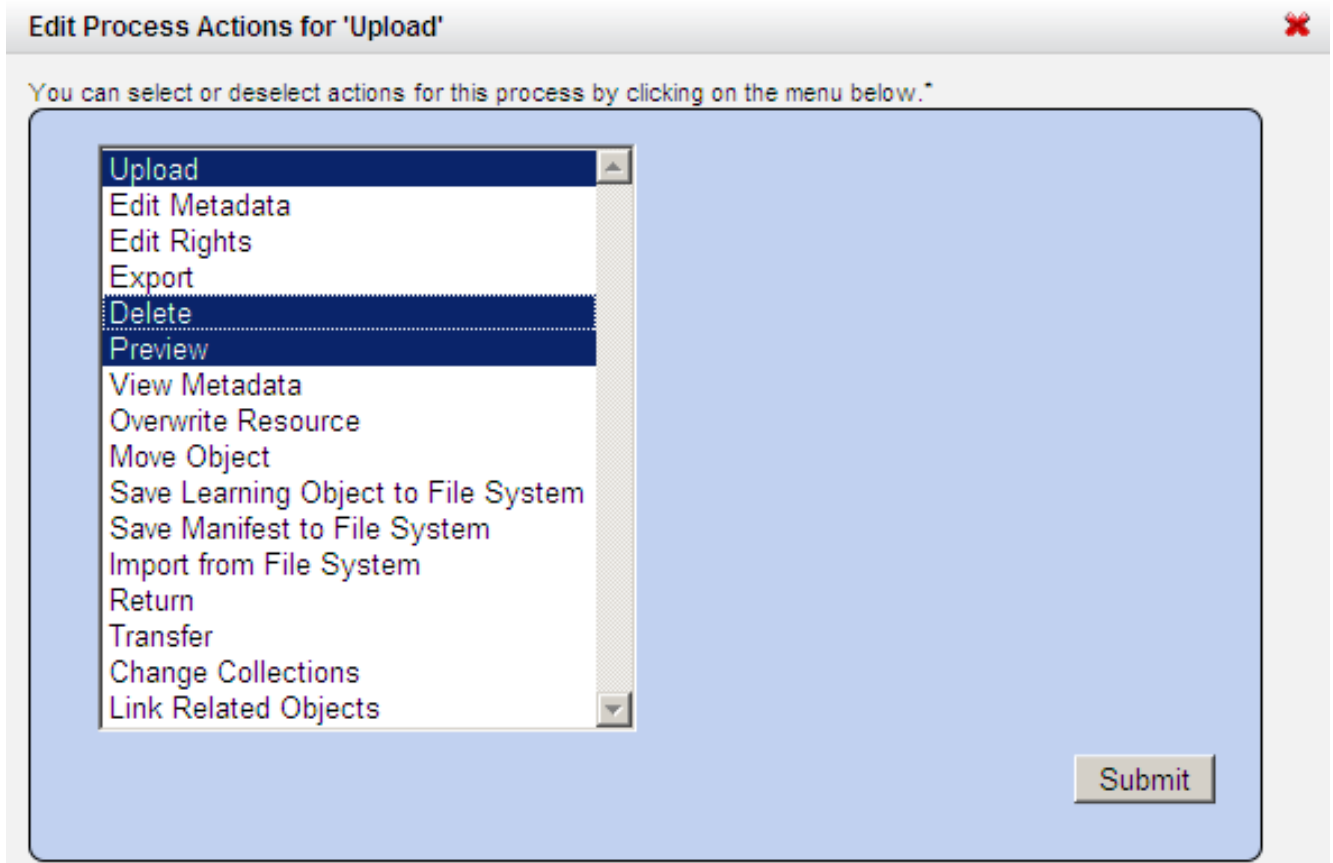 Edit Process Actions for 'Upload'
You can select or deselect actions for this process by clicking on the menu below.*
Upload
Edit Metadata
Edit Rights
Export
Delete
Preview
View Metadata
Overwrite Resource
Move Object
Save Learning Object to File System
Save Manifest to File System
Import from File System
Return
Transfer
Change Collections
Link Related Objects
Submit